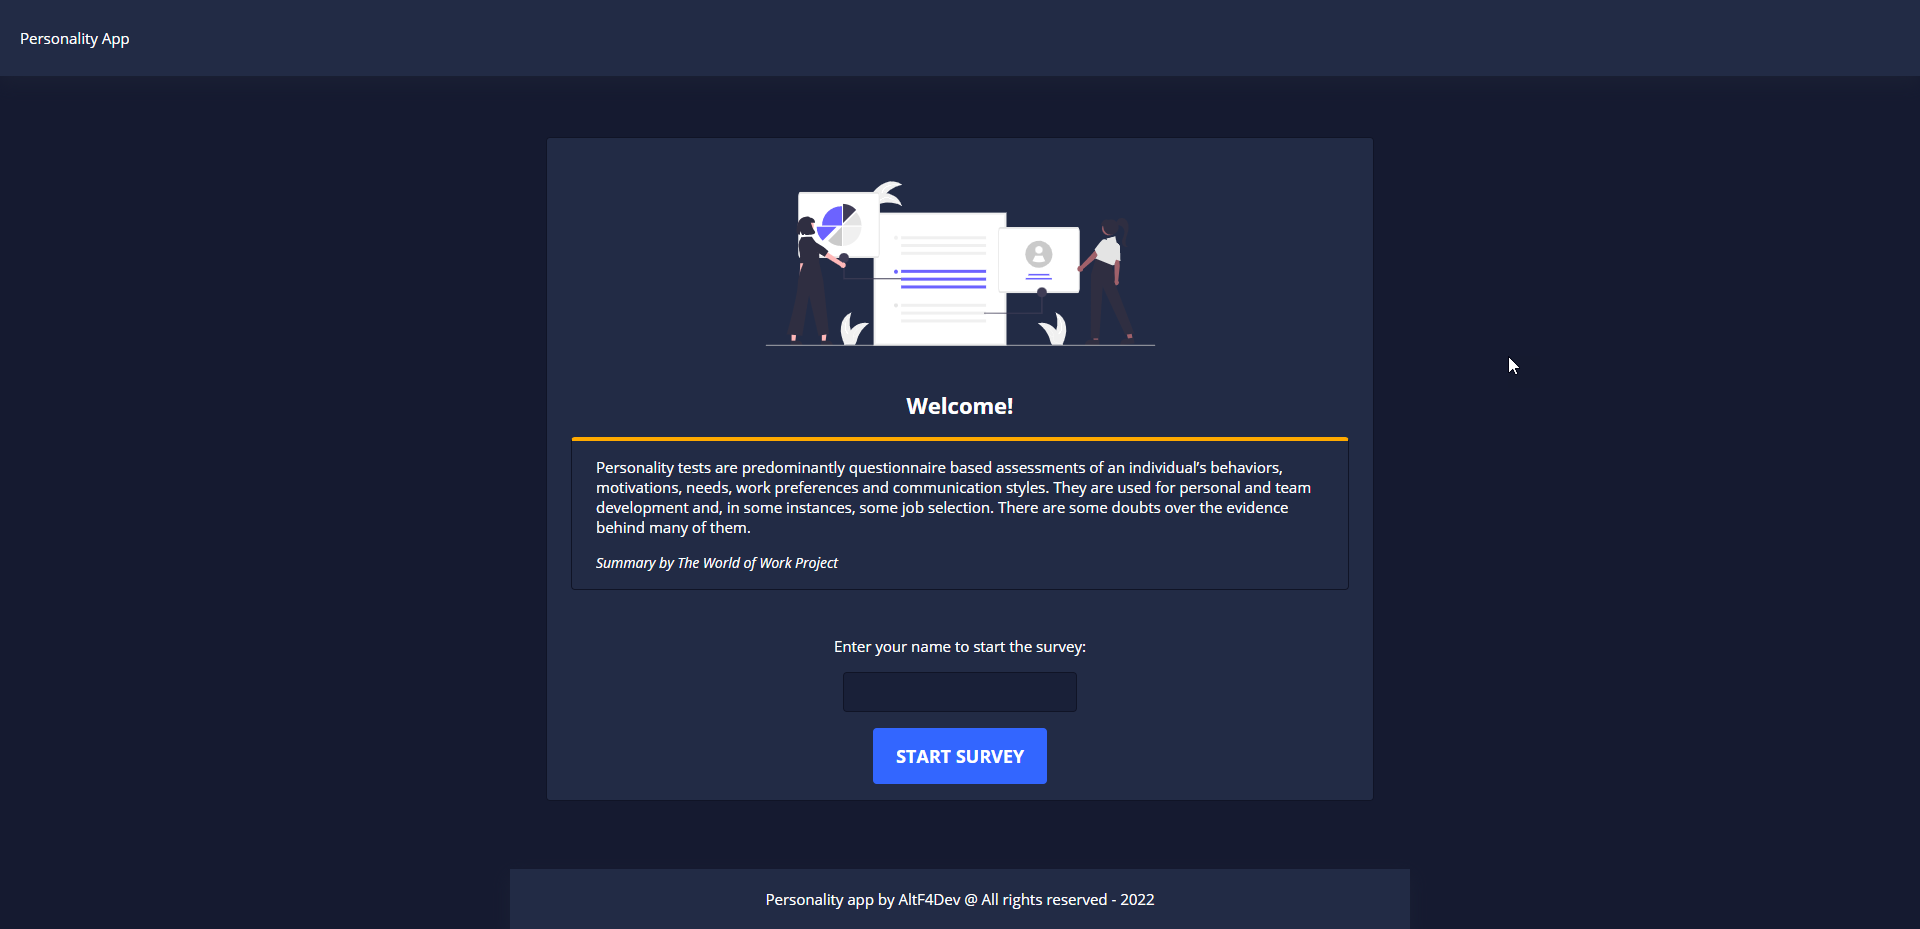 Personality App
Welcome!
Personality tests are predominantly questionnaire based assessments of an individual’s behaviors,
motivations, needs, work preferences and communication styles. They are used for personal and team
development and, in some instances, some job selection. There are some doubts over the evidence
behind many of them.
Summary by The World of Work Project
Enter your name to start the survey:
START SURVEY
Personality app by AltF4Dev @ All rights reserved - 2022